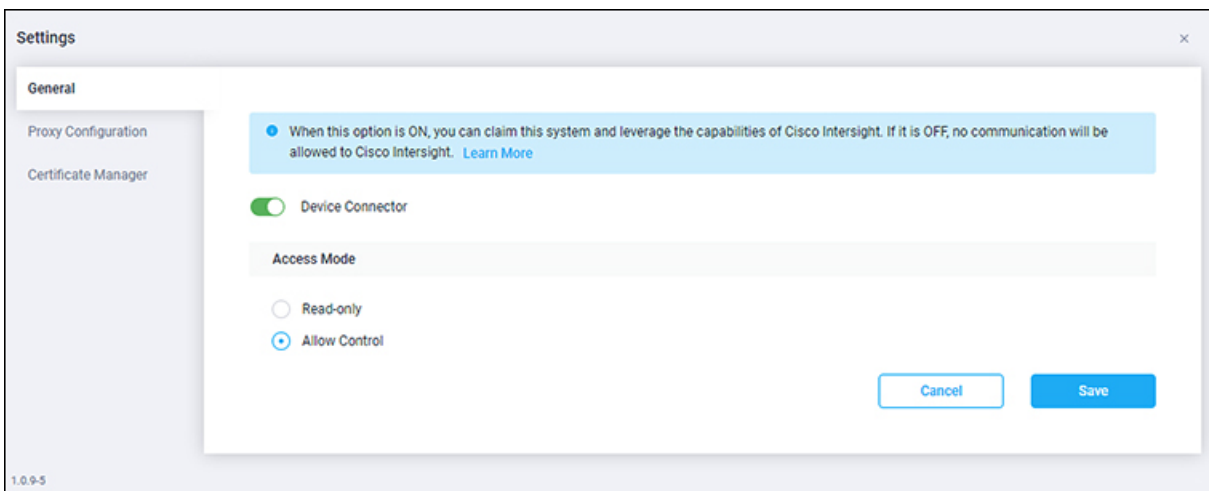 Settings
General
Proxy Configuration
Certificate Manager
When this option is ON, you can claim this system and leverage the capabilities of Cisco Intersight. If it is OFF, no communication will be
allowed to Cisco Intersight. Learn More
Device Connector
Access Mode
Read-only
Allow Control
Cancel Save
1.0.9-5